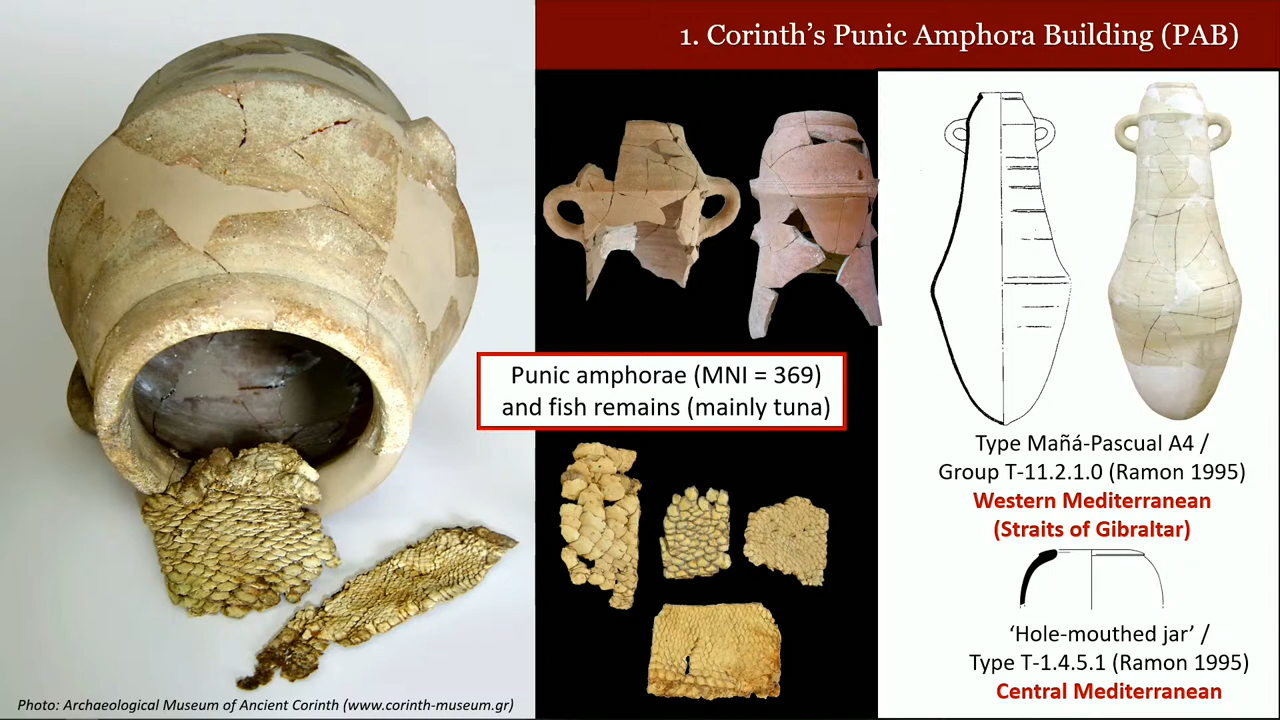 1. Corinth's Punic Amphora Building (PAB)
Punic amphorae (MNI = 369)
and fish remains (mainly tuna)
Type Mañá-Pascual A4 /
Group T-11.2.1.0 (Ramon 1995)
Western Mediterranean
(Straits of Gibraltar)
‘Hole-mouthed jar’ /
Type T-1.4.5.1 (Ramon 1995)
Central Mediterranean
Photo: Archaeological Museum of Ancient Corinth (www.corinth-museum.gr)